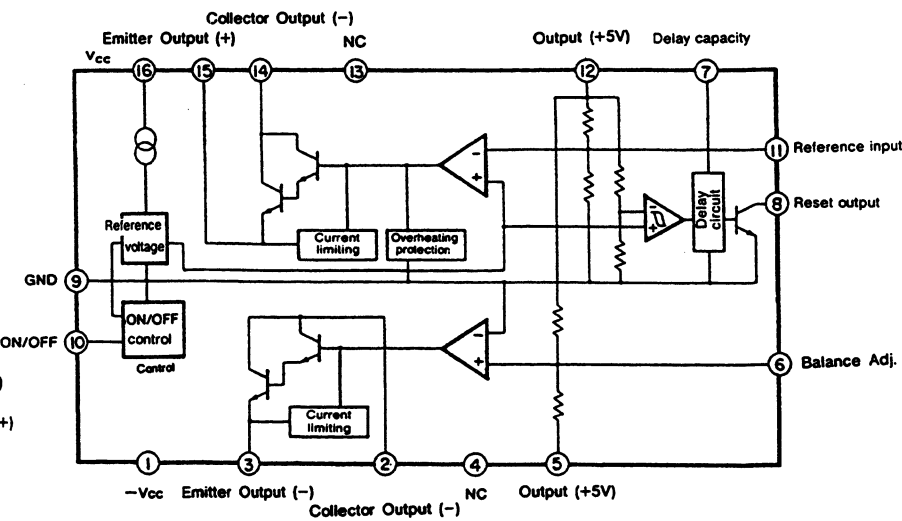 Collector Output (−)
Emitter Output (+)
NC
Output (+5V)
Delay capacity
Vcc
16
15
14
13
12
7
11
Reference input
−
+
Reference
voltage
Current
limiting
Overheating
protection
−
+
Delay
circuit
8
Reset output
GND
9
ON/OFF
10
ON/OFF
control
Control
−
+
6
Balance Adj.
)
+)
Current
limiting
1
3
2
4
5
−Vcc
Emitter Output (−)
NC
Output (+5V)
Collector Output (−)